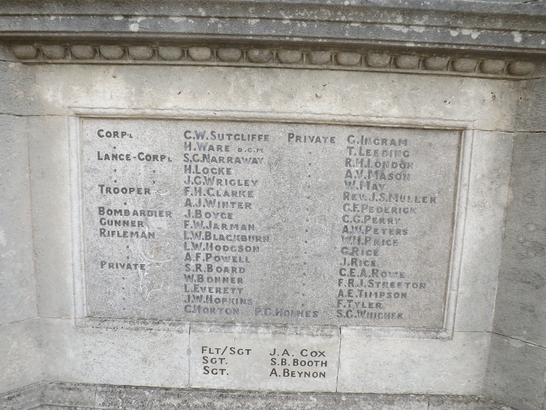 CORPL C.W. SUTCLIFFE PRIVATE G. INGRAM
H. WARE D.C.M T. LEEDING
LANCE-CORPL S.C. NARRAWAY R.H. LONDON
H. LOCKE A.V. MASON
J.G. WRIGLEY W. MAY
TROOPER F.H. CLARKE REV. J.S. MULLER
A.J. WINTER C.F. PEDERICK
BOMBARDIER J. BOYCE C.G. PERRY
GUNNER F.W. JARMAN A.W. PETERS
RIFLEMAN L.W. BLACKBURN W.H. PRICE
L.W. HODGSON G. RICE
A.F. POWELL J. RICE
PRIVATE S.R. BOARD C.E.A. ROWE
W. BONNER F.R.J. STREETON
L. EVERETT A.E. TIMPSON
J.W. HOPKINS F. TYLER
C. HORTON P.G. HOLMES S.G. WHICHER
FLT/SGT J.A. COX
SGT. S.B. BOOTH
SGT. A. BEYNON